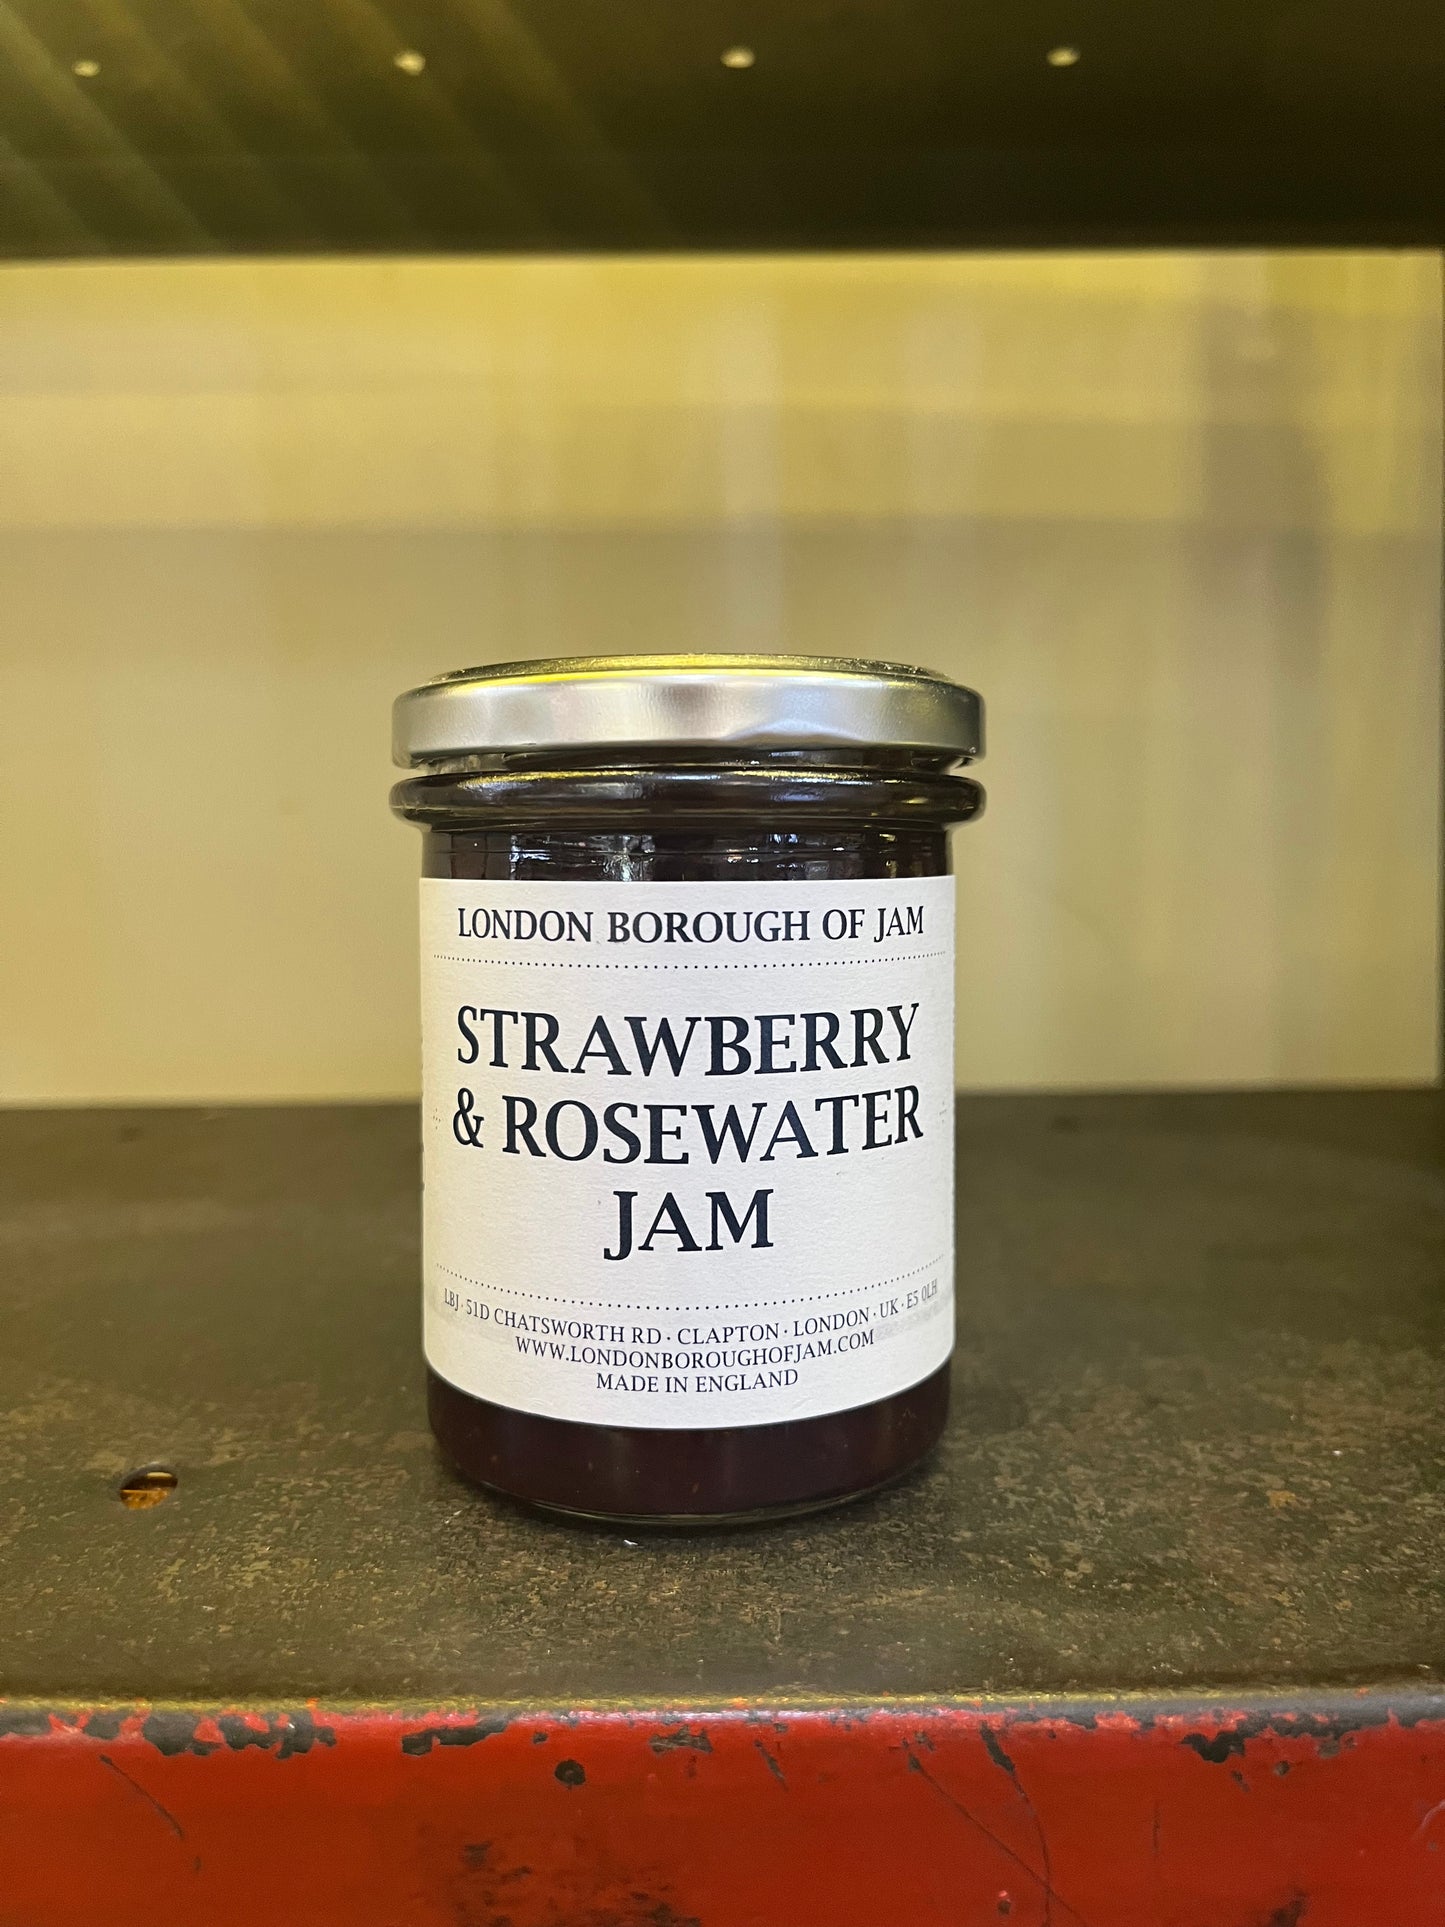 LONDON BOROUGH OF JAM
STRAWBERRY
& ROSEWATER
JAM
LBJ · 51D CHATSWORTH RD · CLAPTON · LONDON · UK · E5 0LH
WWW.LONDONBOROUGHOFJAM.COM
MADE IN ENGLAND